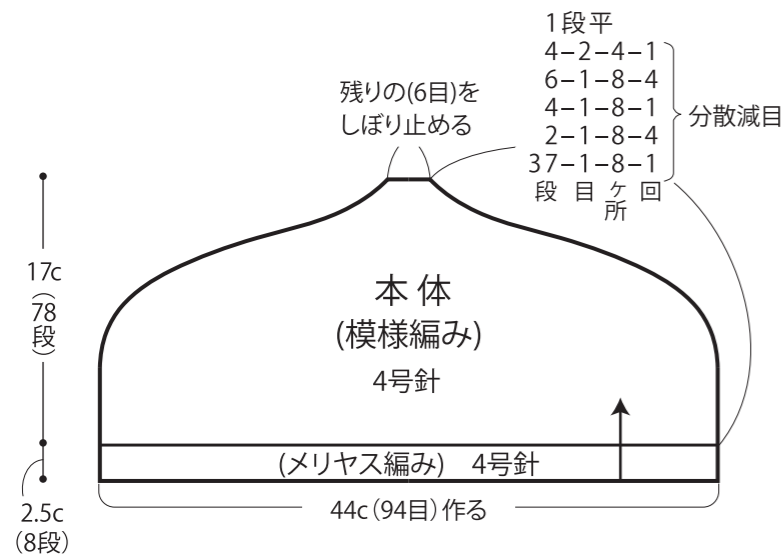 1段平
4-2-4-1
6-1-8-4
4-1-8-1
2-1-8-4
37-1-8-1
段 目 ヶ所 回
分散減目
残りの(6目)を
しぼり止める
17c
(78段)
本 体
(模様編み)
4号針
(メリヤス編み) 4号針
2.5c
(8段)
44c(94目)作る